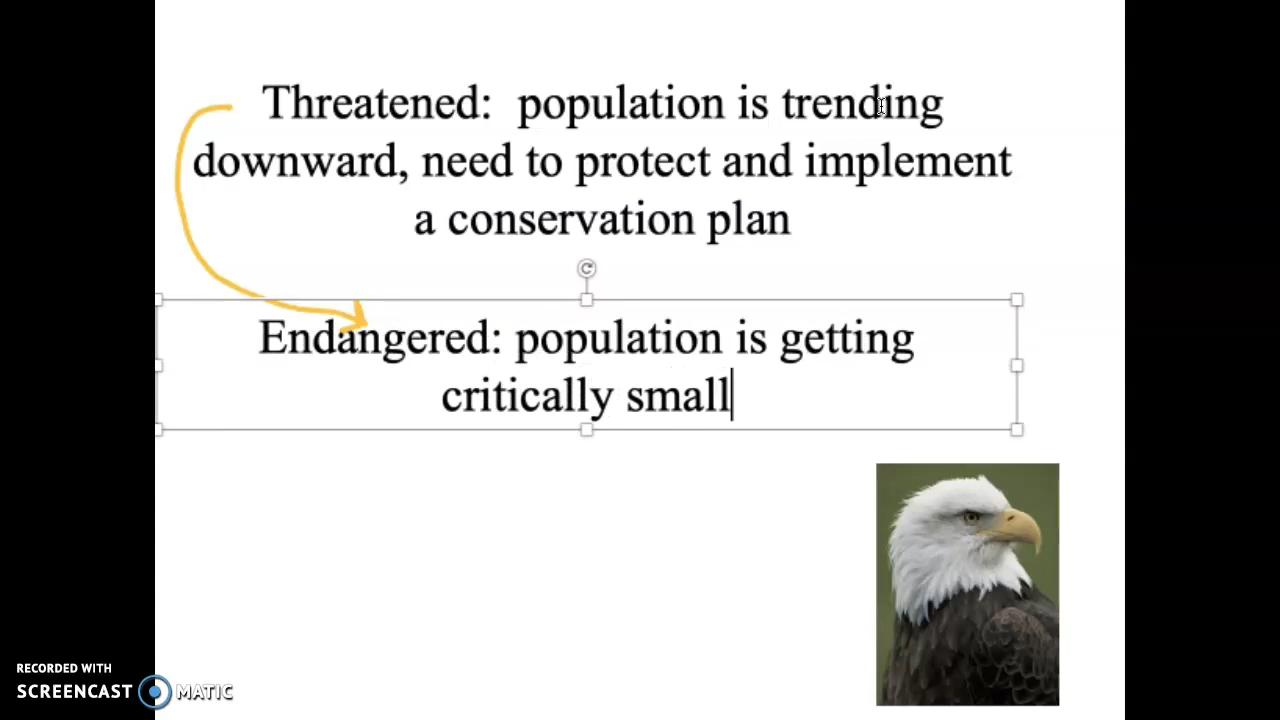 Threatened: population is trending
downward, need to protect and implement
a conservation plan
Endangered: population is getting
critically small
RECORDED WITH
SCREENCAST MATIC